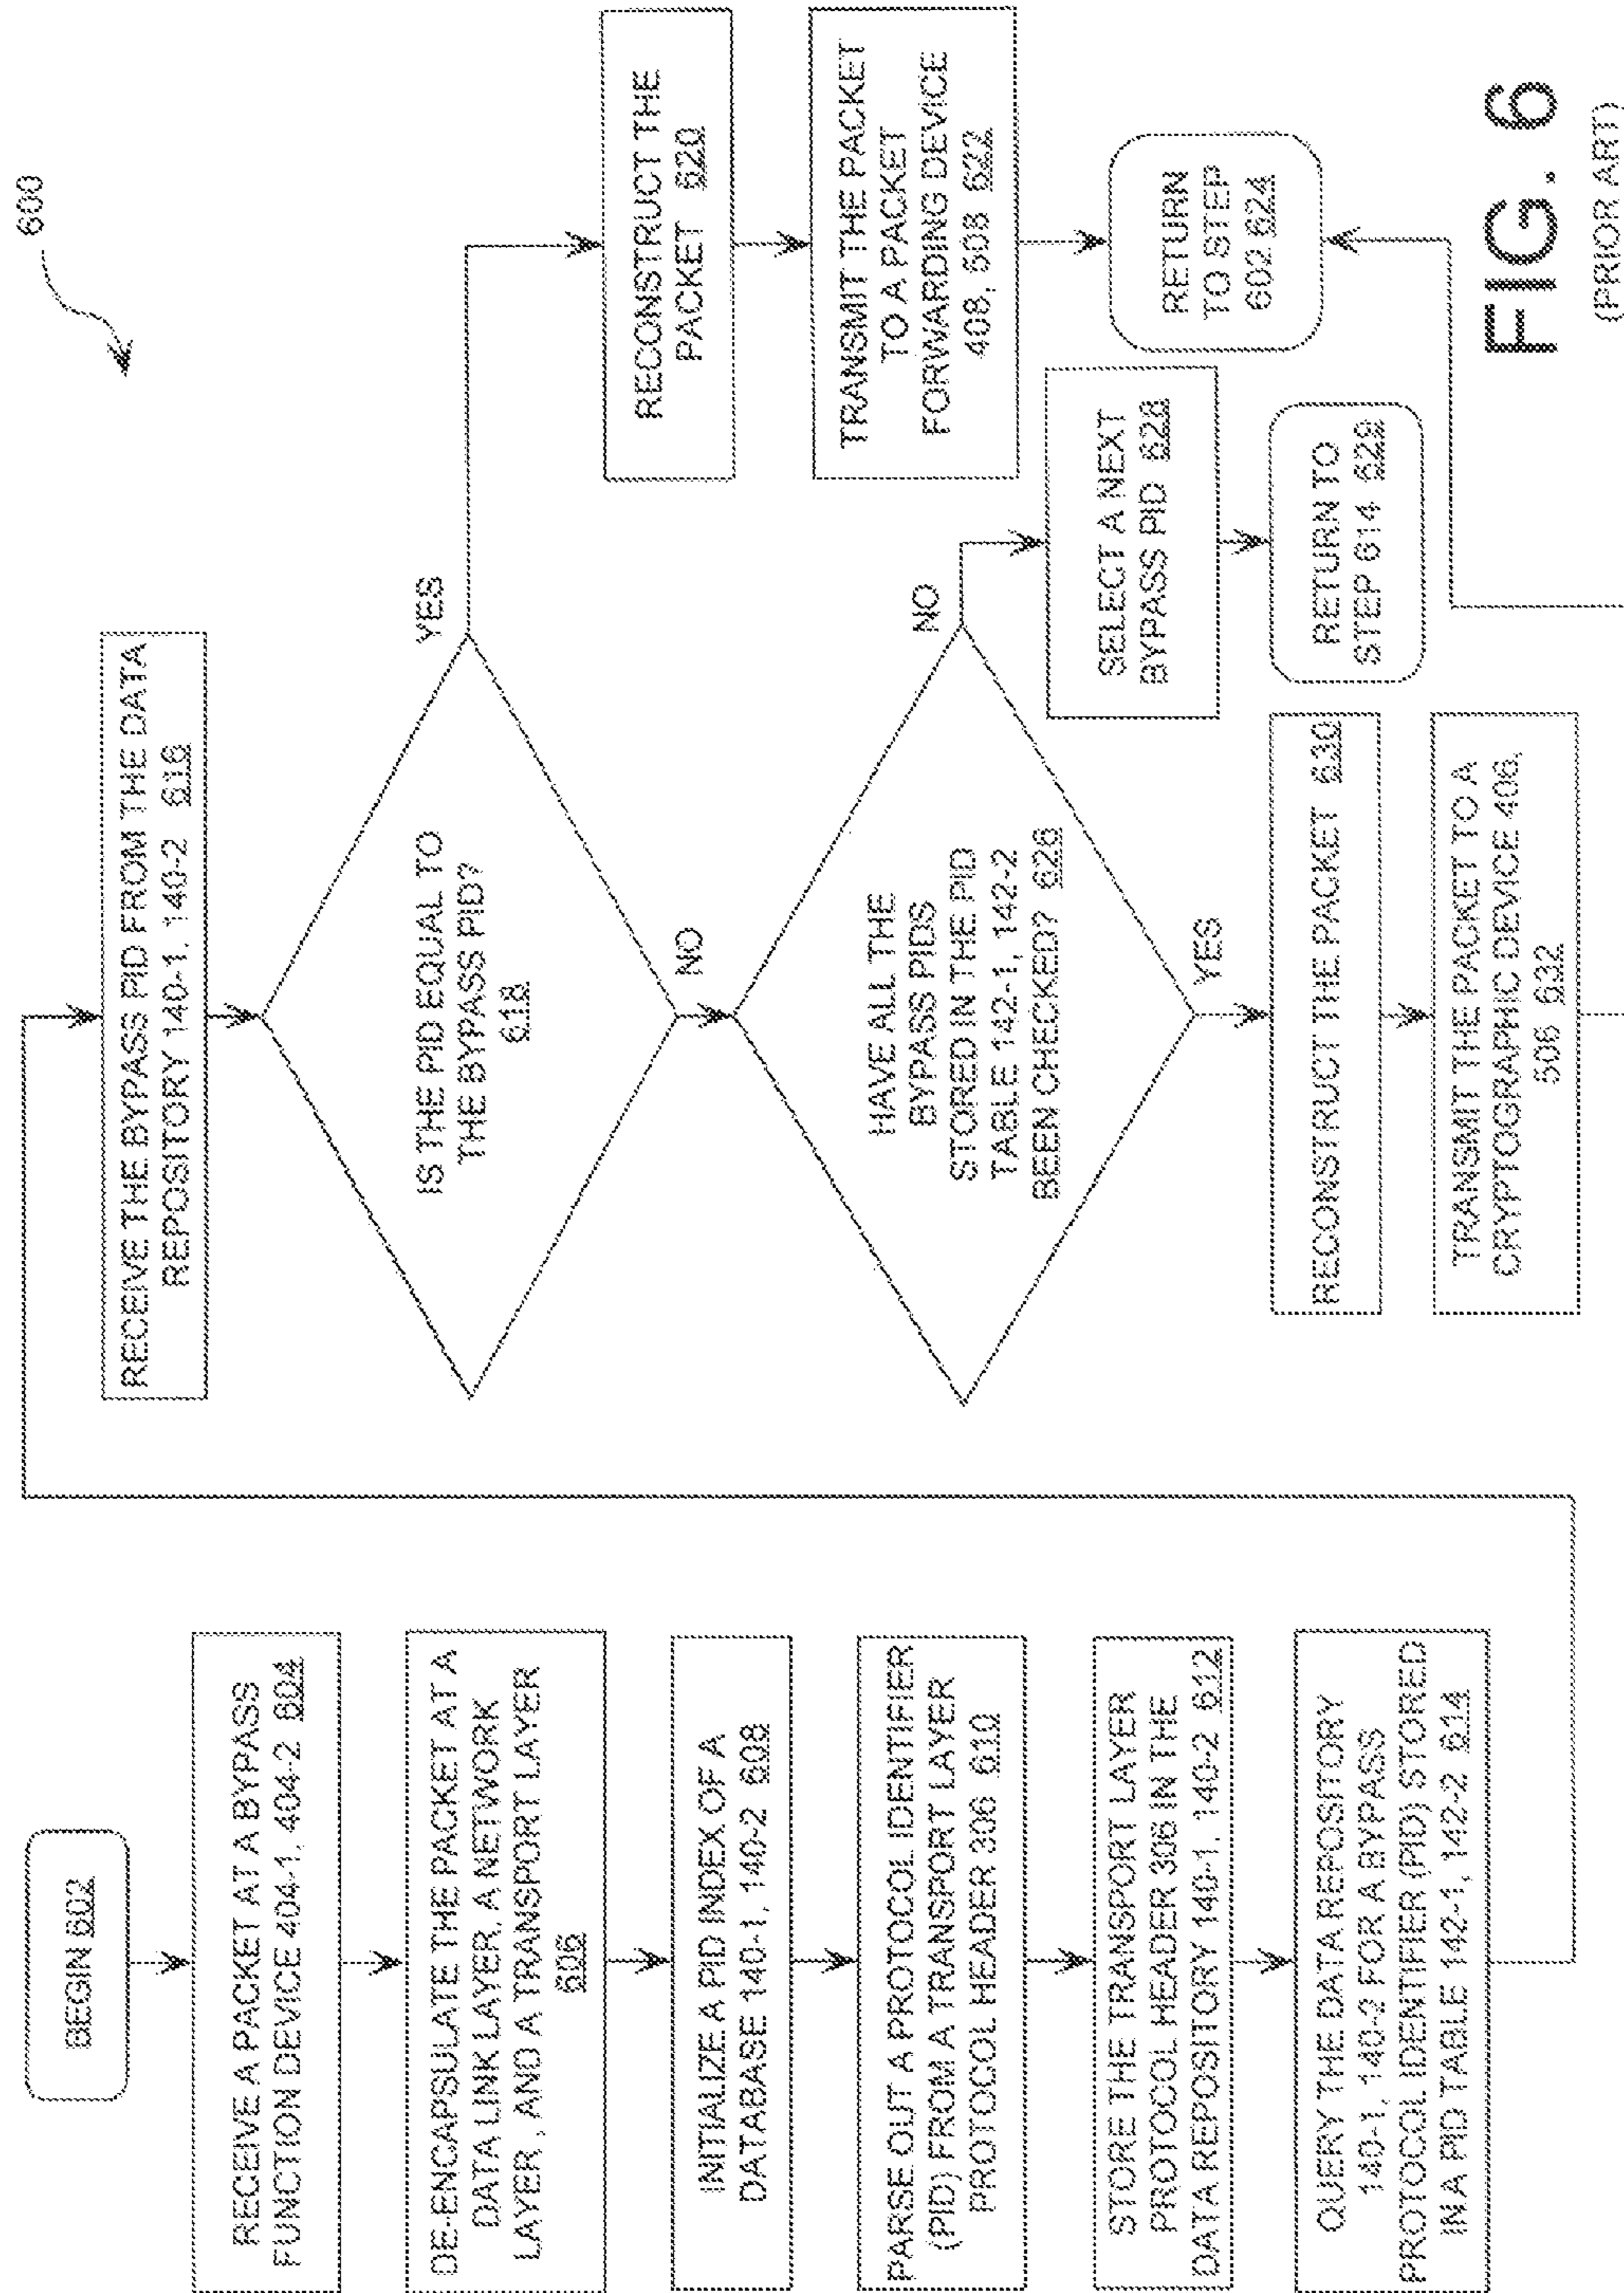 600
BEGIN 602
RECEIVE A PACKET AT A BYPASS
FUNCTION DEVICE 404-1, 404-2 604
DE-ENCAPSULATE THE PACKET AT A
DATA LINK LAYER, A NETWORK
LAYER, AND A TRANSPORT LAYER
606
INITIALIZE A PID INDEX OF A
DATABASE 140-1, 140-2 608
PARSE OUT A PROTOCOL IDENTIFIER
(PID) FROM A TRANSPORT LAYER
PROTOCOL HEADER 306 610
STORE THE TRANSPORT LAYER
PROTOCOL HEADER 306 IN THE
DATA REPOSITORY 140-1, 140-2 612
QUERY THE DATA REPOSITORY
140-1, 140-2 FOR A BYPASS
PROTOCOL IDENTIFIER (PID) STORED
IN A PID TABLE 142-1, 142-2 614
RECEIVE THE BYPASS PID FROM THE DATA
REPOSITORY 140-1, 140-2 616
IS THE PID EQUAL TO
THE BYPASS PID?
618
YES
NO
RECONSTRUCT THE
PACKET 620
TRANSMIT THE PACKET
TO A PACKET
FORWARDING DEVICE
408, 508 622
RETURN
TO STEP
602 624
HAVE ALL THE
BYPASS PIDS
STORED IN THE PID
TABLE 142-1, 142-2
BEEN CHECKED? 626
NO
YES
SELECT A NEXT
BYPASS PID 628
RETURN TO
STEP 614 629
RECONSTRUCT THE PACKET 630
TRANSMIT THE PACKET TO A
CRYPTOGRAPHIC DEVICE 406,
506 632
FIG. 6
(PRIOR ART)